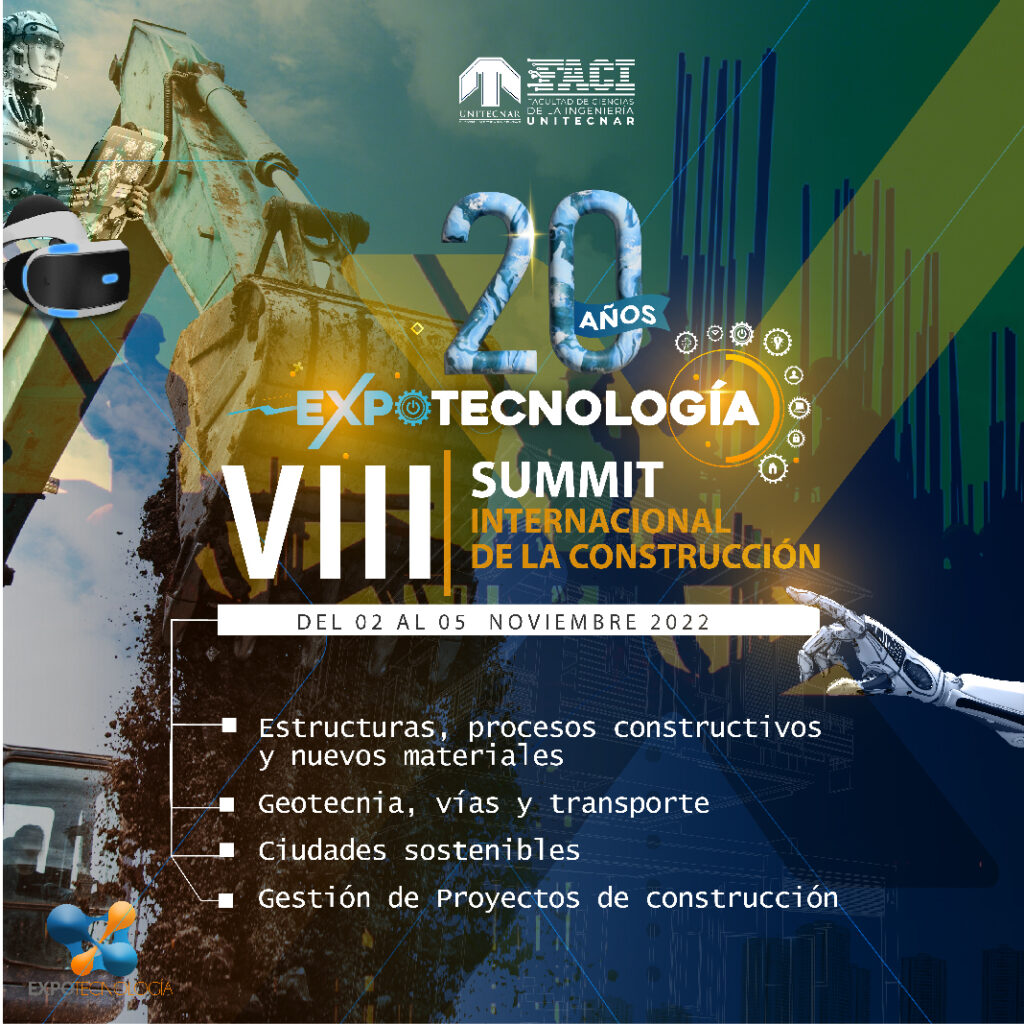 UNITECNAR
FACI
FACULTAD DE CIENCIAS
DE LA INGENIERÍA
UNITECNAR
20
AÑOS
EXPOTECNOLOGÍA
VIII
SUMMIT
INTERNACIONAL
DE LA CONSTRUCCIÓN
DEL 02 AL 05 NOVIEMBRE 2022
Estructuras, procesos constructivos
y nuevos materiales
Geotecnia, vías y transporte
Ciudades sostenibles
Gestión de Proyectos de construcción
EXPOTECNOLOGÍA